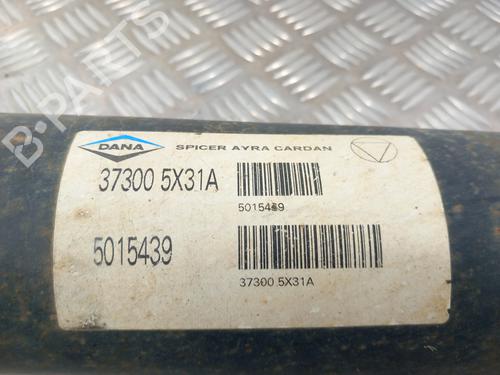 DANA SPICER AYRA CARDAN
37300 5X31A
5015439
5015439
37300 5X31A
B-Parts